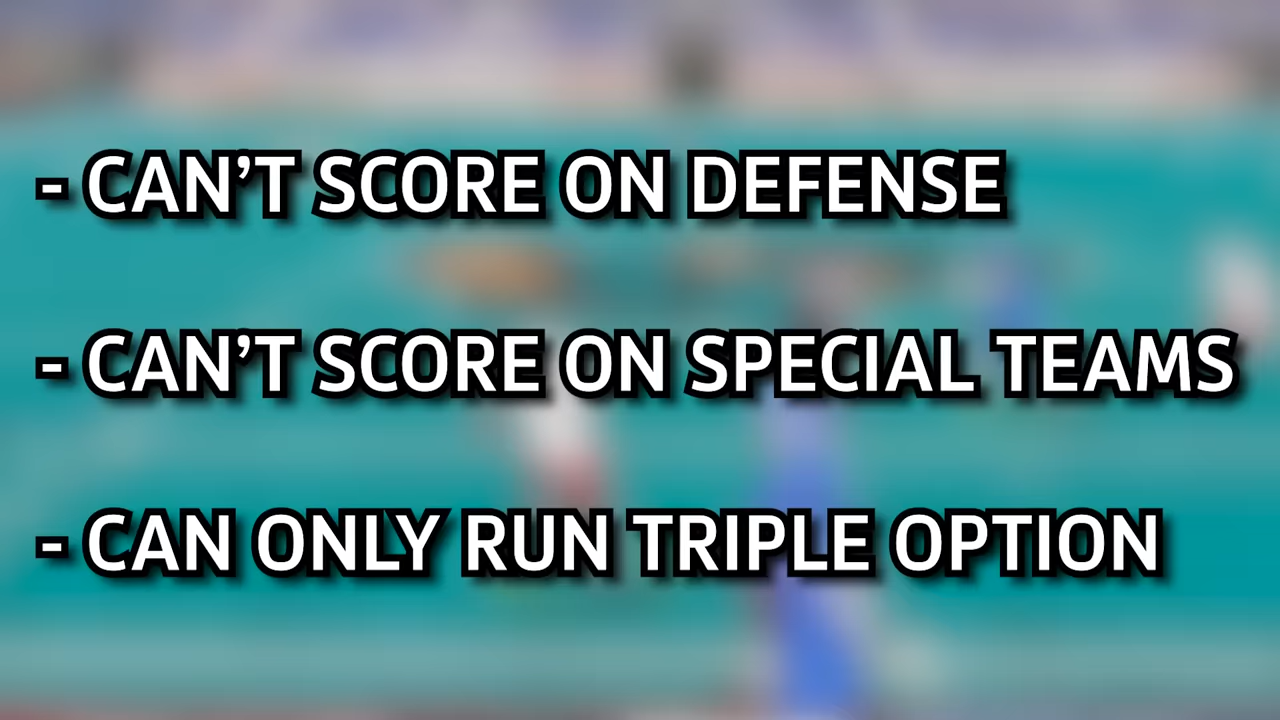 - CAN’T SCORE ON DEFENSE
- CAN’T SCORE ON SPECIAL TEAMS
- CAN ONLY RUN TRIPLE OPTION